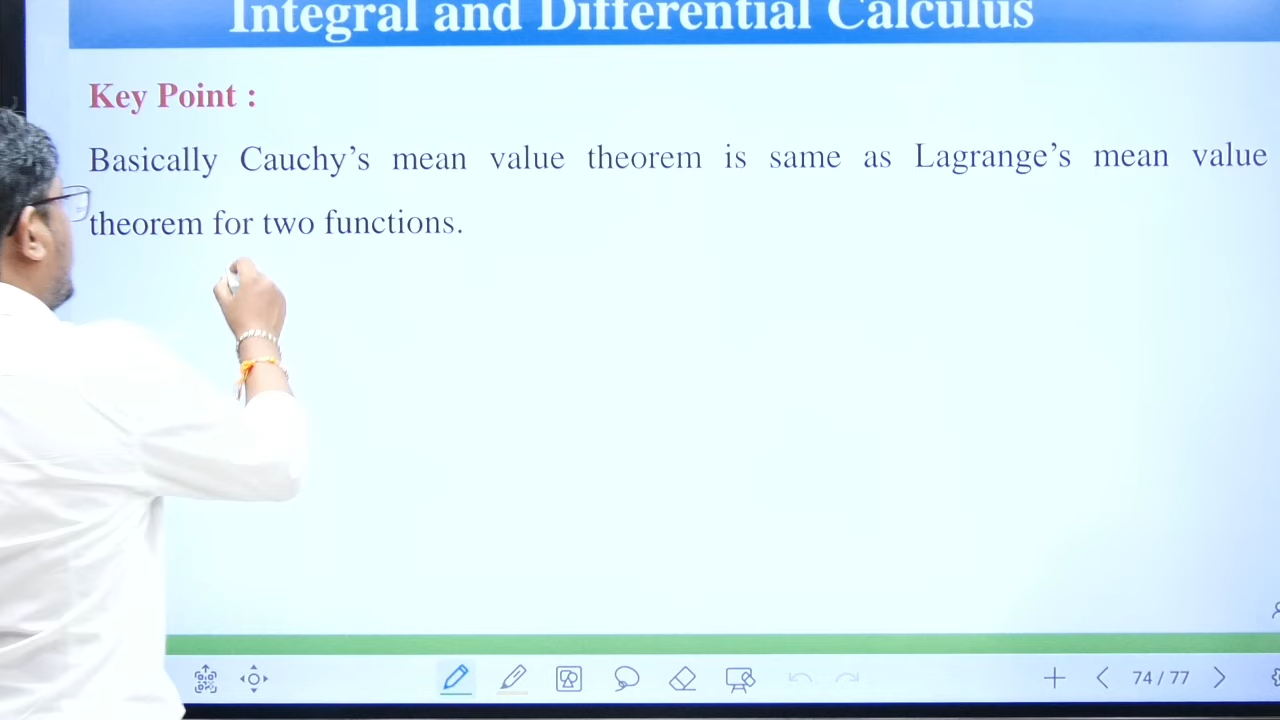 Integral and Differential Calculus
Key Point :
Basically Cauchy's mean value theorem is same as Lagrange's mean value
theorem for two functions.
74 / 77